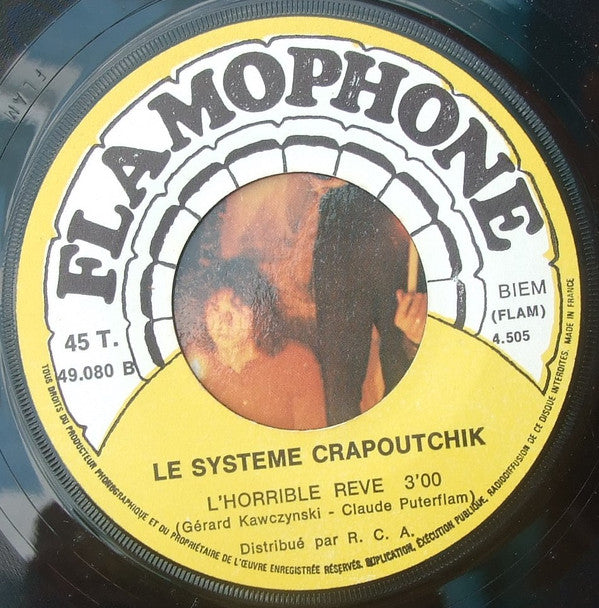 FLAMOPHONE
45 T.
49.080 B
BIEM
(FLAM)
4.505
LE SYSTEME CRAPOUTCHIK
L'HORRIBLE REVE 3'00
(Gérard Kawczynski - Claude Puterflam)
Distribué par R. C. A.
TOUS DROITS DU PRODUCTEUR PHONOGRAPHIQUE ET DU PROPRIÉTAIRE DE L'ŒUVRE ENREGISTRÉE RÉSERVÉS. DUPLICATION, EXÉCUTION PUBLIQUE, RADIODIFFUSION DE CE DISQUE INTERDITES. MADE IN FRANCE
FLAM